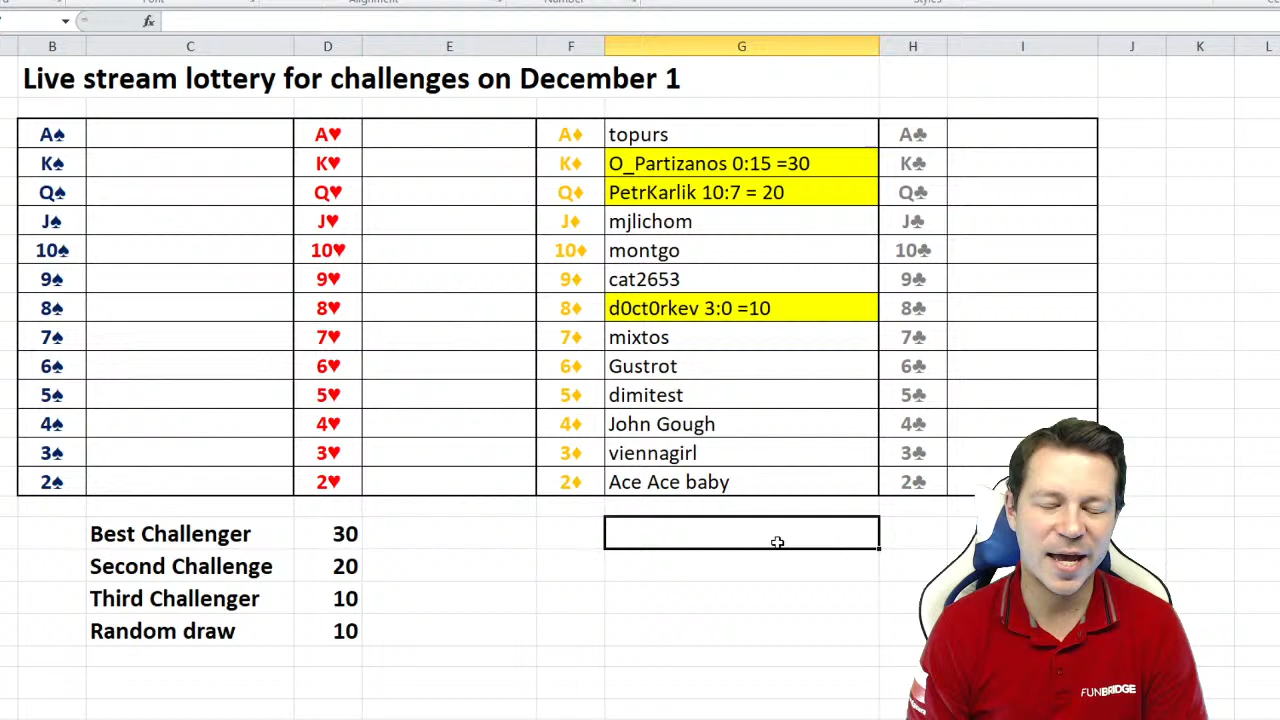 fx
B C D E F G H I J K L
Live stream lottery for challenges on December 1
A♠ A♥ A♦ topurs A♣
K♠ K♥ K♦ O_Partizanos 0:15 =30 K♣
Q♠ Q♥ Q♦ PetrKarlik 10:7 = 20 Q♣
J♠ J♥ J♦ mjlichom J♣
10♠ 10♥ 10♦ montgo 10♣
9♠ 9♥ 9♦ cat2653 9♣
8♠ 8♥ 8♦ d0ct0rkev 3:0 =10 8♣
7♠ 7♥ 7♦ mixtos 7♣
6♠ 6♥ 6♦ Gustrot 6♣
5♠ 5♥ 5♦ dimitest 5♣
4♠ 4♥ 4♦ John Gough 4♣
3♠ 3♥ 3♦ viennagirl 3♣
2♠ 2♥ 2♦ Ace Ace baby 2♣
Best Challenger 30
Second Challenge 20
Third Challenger 10
Random draw 10
FUNBRIDGE